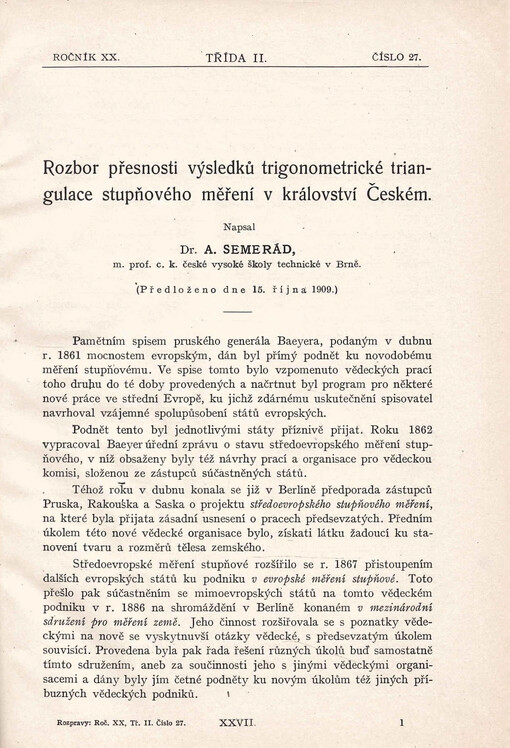 ROČNÍK XX. TŘÍDA II. ČÍSLO 27.
Rozbor přesnosti výsledků trigonometrické trian-
gulace stupňového měření v království Českém.
Napsal
Dr. A. SEMERÁD,
m. prof. c. k. české vysoké školy technické v Brně.
(Předloženo dne 15. října 1909.)
Pamětním spisem pruského generála Baeyera, podaným v dubnu
r. 1861 mocnostem evropským, dán byl přímý podnět ku novodobému
měření stupňovému. Ve spise tomto bylo vzpomenuto vědeckých prací
toho druhu do té doby provedených a načrtnut byl program pro některé
nové práce ve střední Evropě, ku jichž zdárnému uskutečnění spisovatel
navrhoval vzájemné spolupůsobení států evropských.
Podnět tento byl jednotlivými státy příznivě přijat. Roku 1862
vypracoval Baeyer úřední zprávu o stavu středoevropského měření stup-
ňového, v níž obsaženy byly též návrhy prací a organisace pro vědeckou
komisi, složenou ze zástupců súčastněných států.
Téhož roku v dubnu konala se již v Berlíně předporada zástupců
Pruska, Rakouska a Saska o projektu středoevropského stupňového měření,
na které byla přijata zásadní usnesení o pracech předsevzatých. Předním
úkolem této nové vědecké organisace bylo, získati látku žadoucí ku sta-
novení tvaru a rozměrů tělesa zemského.
Středoevropské měření stupňové rozšířilo se r. 1867 přistoupením
dalších evropských států ku podniku v evropské měření stupňové. Toto
přešlo pak súčastněním se mimoevropských států na tomto vědeckém
podniku v r. 1886 na shromáždění v Berlíně konaném v mezinárodní
sdružení pro měření země. Jeho činnost rozšiřovala se s poznatky věde-
ckými na nově se vyskytnuvší otázky vědecké, s předsevzatým úkolem
souvisící. Provedena byla pak řada řešení různých úkolů buď samostatně
tímto sdružením, aneb za součinnosti jeho s jinými vědeckými organi-
sacemi a dány byly jím četné podněty ku novým úkolům též jiných pří-
buzných vědeckých podniků.
Rozpravy: Roč. XX, Tř. II. Číslo 27. XXVII. 1